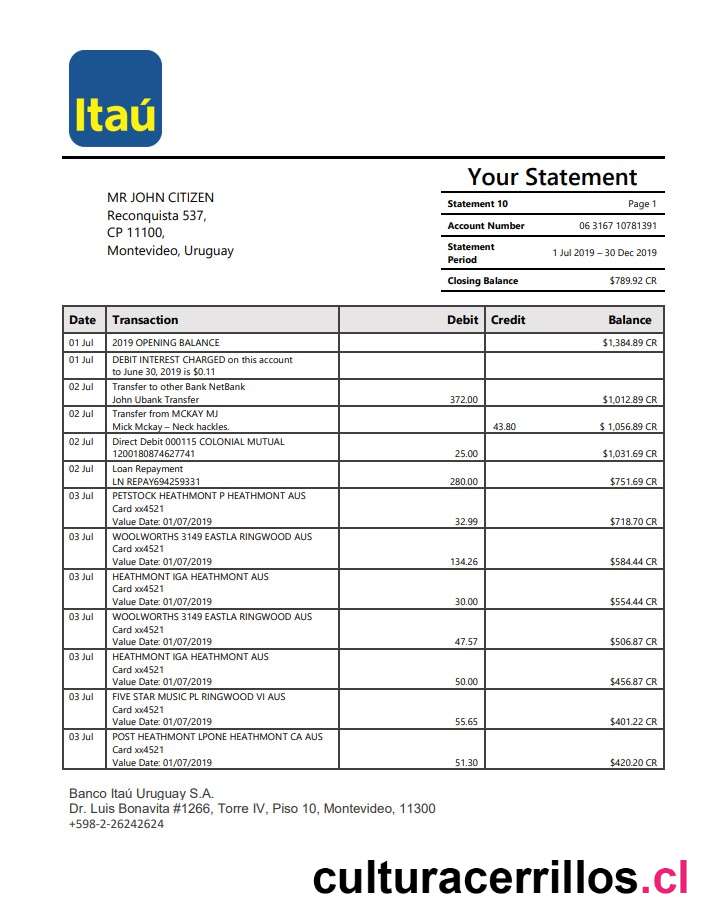 Itaú
Your Statement
MR JOHN CITIZEN
Reconquista 537,
CP 11100,
Montevideo, Uruguay
Statement 10 Page 1
Account Number 06 3167 10781391
Statement
Period 1 Jul 2019 – 30 Dec 2019
Closing Balance $789.92 CR
Date Transaction Debit Credit Balance
01 Jul 2019 OPENING BALANCE $1,384.89 CR
01 Jul DEBIT INTEREST CHARGED on this account
to June 30, 2019 is $0.11
02 Jul Transfer to other Bank NetBank
John Ubank Transfer 372.00 $1,012.89 CR
02 Jul Transfer from MCKAY MJ
Mick Mckay – Neck hackles. 43.80 $ 1,056.89 CR
02 Jul Direct Debit 000115 COLONIAL MUTUAL
1200180874627741 25.00 $1,031.69 CR
02 Jul Loan Repayment
LN REPAY694259331 280.00 $751.69 CR
03 Jul PETSTOCK HEATHMONT P HEATHMONT AUS
Card xx4521
Value Date: 01/07/2019 32.99 $718.70 CR
03 Jul WOOLWORTHS 3149 EASTLA RINGWOOD AUS
Card xx4521
Value Date: 01/07/2019 134.26 $584.44 CR
03 Jul HEATHMONT IGA HEATHMONT AUS
Card xx4521
Value Date: 01/07/2019 30.00 $554.44 CR
03 Jul WOOLWORTHS 3149 EASTLA RINGWOOD AUS
Card xx4521
Value Date: 01/07/2019 47.57 $506.87 CR
03 Jul HEATHMONT IGA HEATHMONT AUS
Card xx4521
Value Date: 01/07/2019 50.00 $456.87 CR
03 Jul FIVE STAR MUSIC PL RINGWOOD VI AUS
Card xx4521
Value Date: 01/07/2019 55.65 $401.22 CR
03 Jul POST HEATHMONT LPONE HEATHMONT CA AUS
Card xx4521
Value Date: 01/07/2019 51.30 $420.20 CR
Banco Itaú Uruguay S.A.
Dr. Luis Bonavita #1266, Torre IV, Piso 10, Montevideo, 11300
+598-2-26242624
culturacerrillos.cl